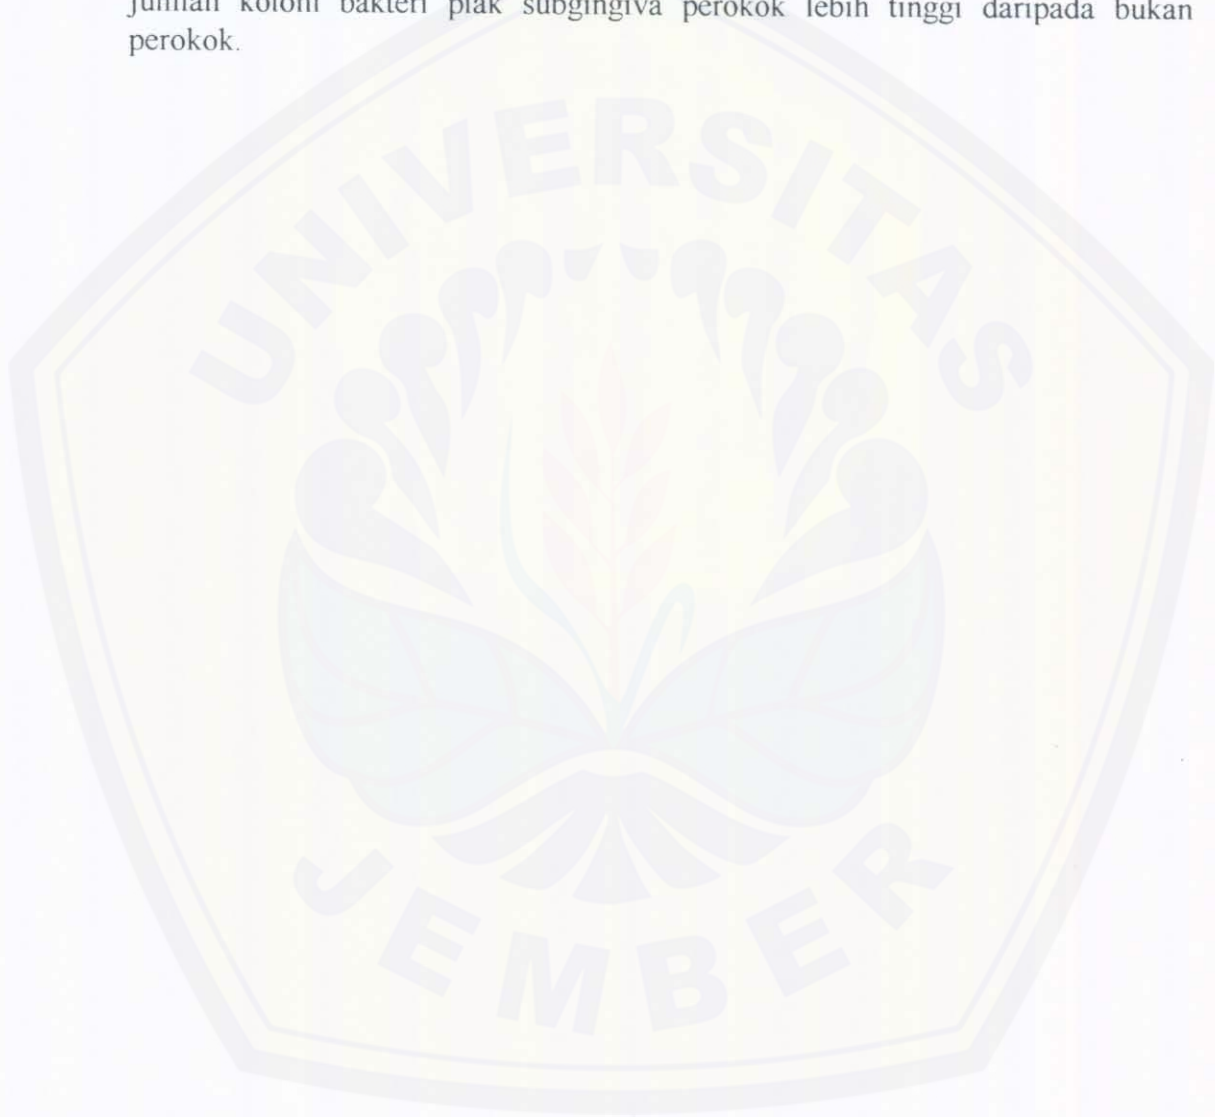 jumlah koloni bakteri plak subgingiva perokok lebih tinggi daripada bukan
perokok.
UNIVERSITAS
JEMBER